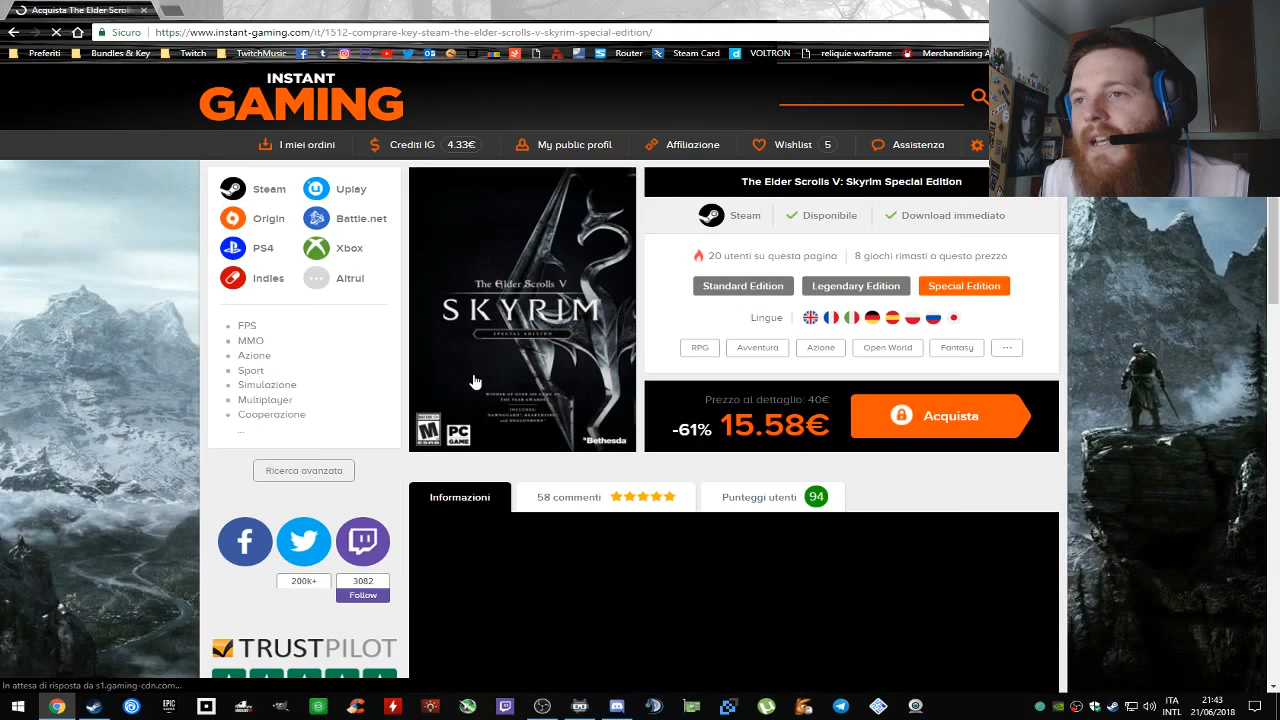 Acquista The Elder Scrol
Sicuro
https://www.instant-gaming.com/it/1512-comprare-key-steam-the-elder-scrolls-v-skyrim-special-edition/
Preferiti
Bundles & Key
Twitch
TwitchMusic
Router
Steam Card
VOLTRON
reliquie warframe
Merchandising A
INSTANT
GAMING
I miei ordini
Crediti IG
4.33€
My public profil
Affiliazione
Wishlist
5
Assistenza
Steam
Uplay
Origin
Battle.net
PS4
Xbox
Indies
Altrui
FPS
MMO
Azione
Sport
Simulazione
Multiplayer
Cooperazione
...
Ricerca avanzata
200k+
3082
Follow
TRUSTPILOT
The Elder Scrolls V
SKYRIM
SPECIAL EDITION
M
PC
GAME
Bethesda
The Elder Scrolls V: Skyrim Special Edition
Steam
Disponibile
Download immediato
20 utenti su questa pagina
8 giochi rimasti a questo prezzo
Standard Edition
Legendary Edition
Special Edition
Lingue
RPG
Avventura
Azione
Open World
Fantasy
...
Prezzo al dettaglio: 40€
-61%
15.58€
Acquista
Informazioni
58 commenti
Punteggi utenti
94
In attesa di risposta da s1.gaming-cdn.com...
EPIC
GAMES
ITA
INTL
21:43
21/06/2018